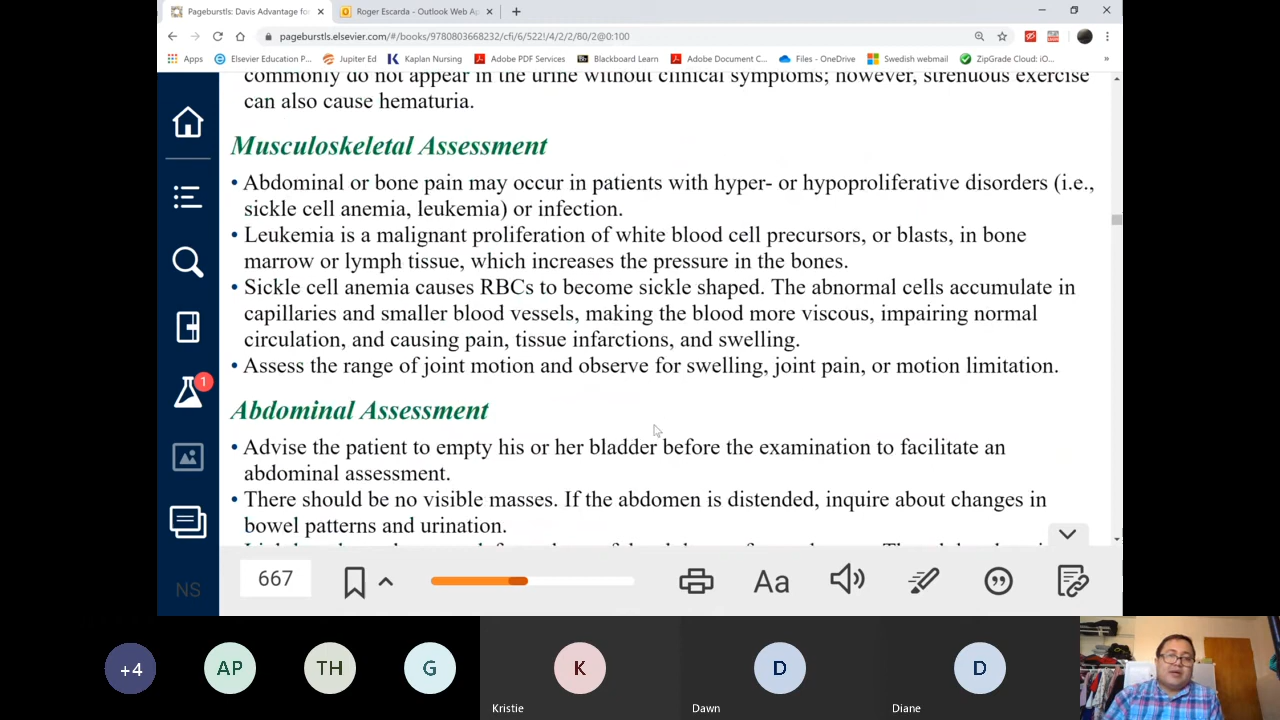 Pageburstls: Davis Advantage for
Roger Escarda - Outlook Web Ap
pageburstls.elsevier.com/#/books/9780803668232/cfi/6/522!/4/2/2/80/2@0:100
Apps
Elsevier Education P...
Jupiter Ed
Kaplan Nursing
Adobe PDF Services
Blackboard Learn
Adobe Document C...
Files - OneDrive
Swedish webmail
ZipGrade Cloud: iO...
»
commonly do not appear in the urine without clinical symptoms; however, strenuous exercise
can also cause hematuria.
Musculoskeletal Assessment
• Abdominal or bone pain may occur in patients with hyper- or hypoproliferative disorders (i.e.,
sickle cell anemia, leukemia) or infection.
• Leukemia is a malignant proliferation of white blood cell precursors, or blasts, in bone
marrow or lymph tissue, which increases the pressure in the bones.
• Sickle cell anemia causes RBCs to become sickle shaped. The abnormal cells accumulate in
capillaries and smaller blood vessels, making the blood more viscous, impairing normal
circulation, and causing pain, tissue infarctions, and swelling.
• Assess the range of joint motion and observe for swelling, joint pain, or motion limitation.
Abdominal Assessment
• Advise the patient to empty his or her bladder before the examination to facilitate an
abdominal assessment.
• There should be no visible masses. If the abdomen is distended, inquire about changes in
bowel patterns and urination.
1
NS
667
Aa
+4
AP
TH
G
K
D
D
Kristie
Dawn
Diane